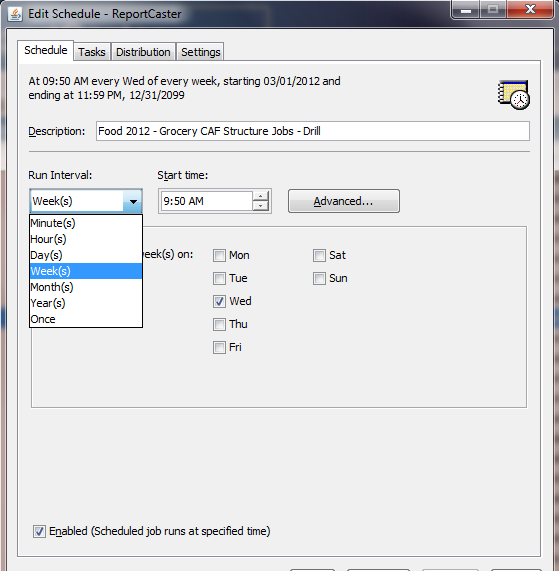 Edit Schedule - ReportCaster
Schedule Tasks Distribution Settings
At 09:50 AM every Wed of every week, starting 03/01/2012 and
ending at 11:59 PM, 12/31/2099
Description: Food 2012 - Grocery CAF Structure Jobs - Drill
Run Interval: Start time:
Week(s) 9:50 AM Advanced...
Minute(s)
Hour(s)
Day(s)
Week(s)
Month(s)
Year(s)
Once
eek(s) on:
Mon Sat
Tue Sun
Wed
Thu
Fri
Enabled (Scheduled job runs at specified time)